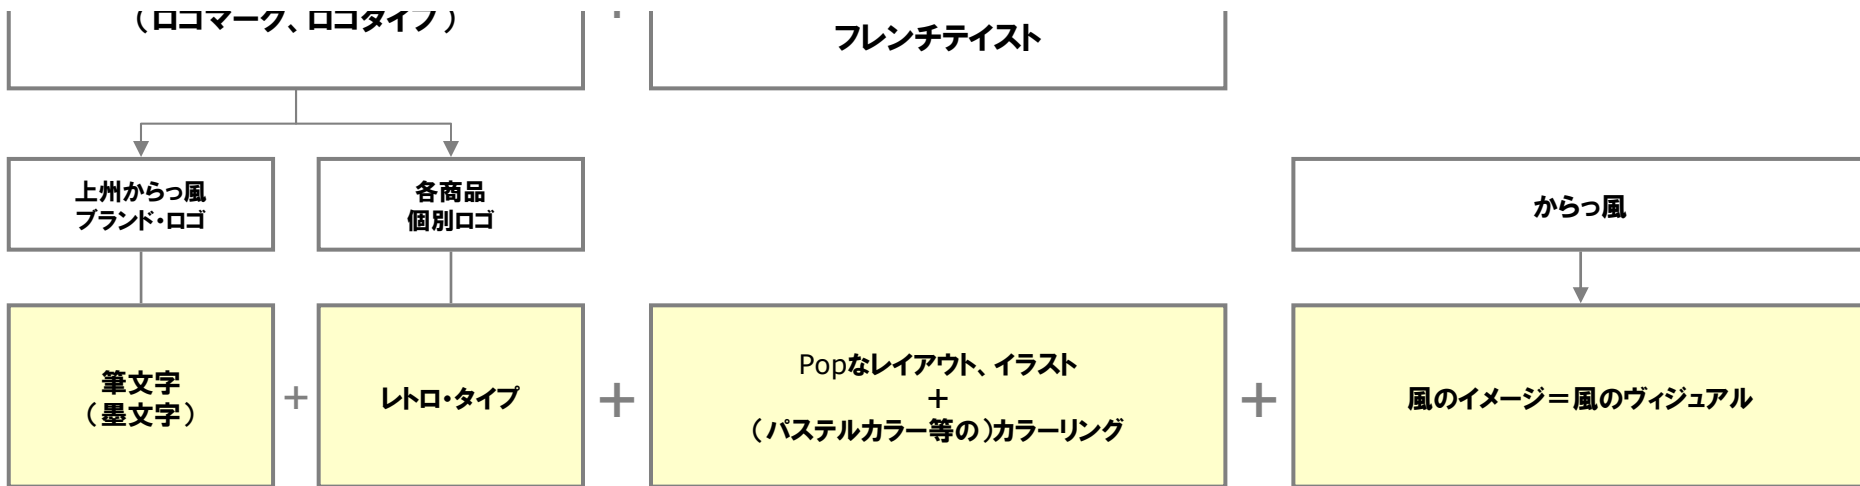 （ロゴマーク、ロゴタイプ）
＋
フレンチテイスト
上州からっ風
ブランド・ロゴ
各商品
個別ロゴ
からっ風
筆文字
（墨文字）
＋
レトロ・タイプ
＋
Popなレイアウト、イラスト
＋
（パステルカラー等の）カラーリング
＋
風のイメージ＝風のヴィジュアル